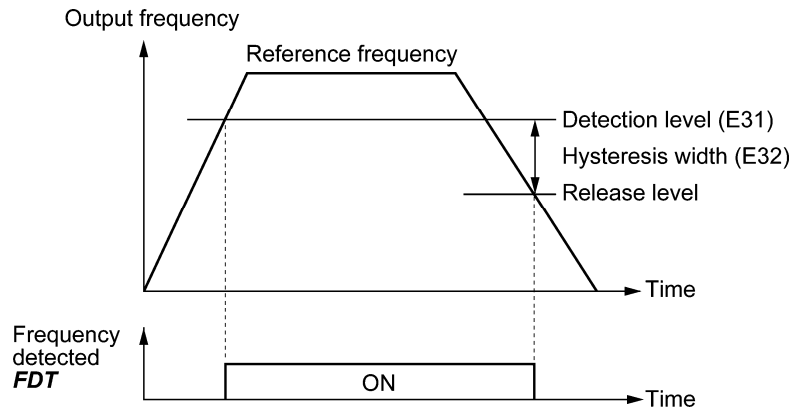 Output frequency
Reference frequency
Detection level (E31)
Hysteresis width (E32)
Release level
Time
Frequency
detected
FDT
ON
Time